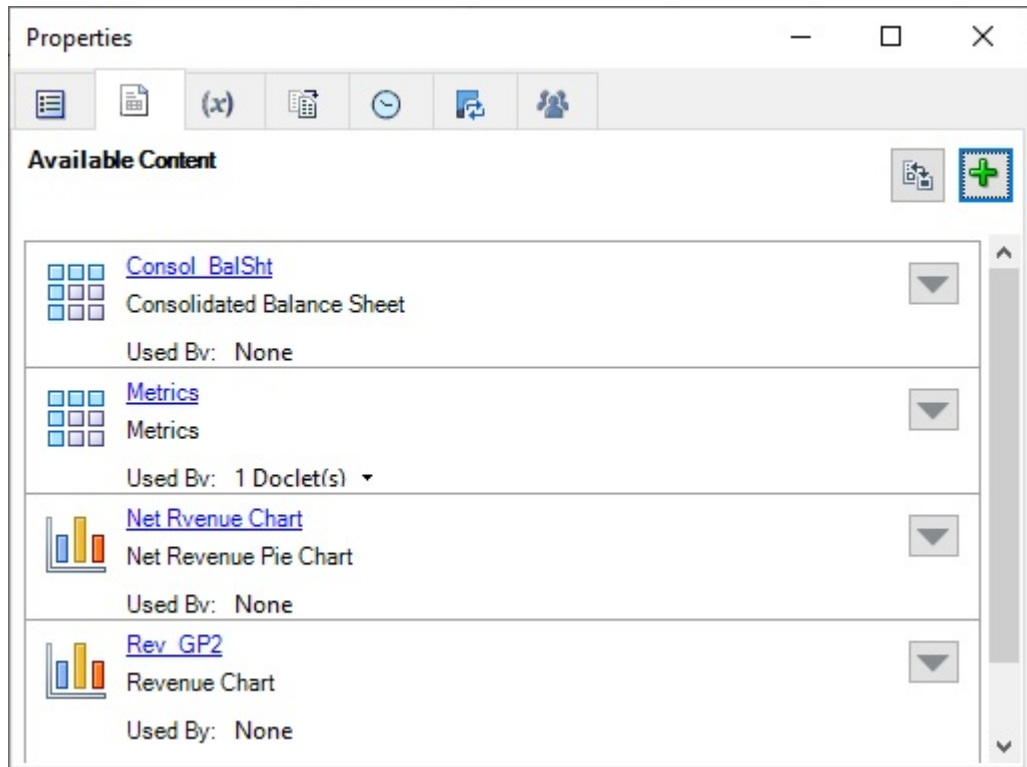 Properties
(x)
Available Content
Consol_BalSht
Consolidated Balance Sheet
Used By: None
Metrics
Metrics
Used By: 1 Doclet(s)
Net Rvenue Chart
Net Revenue Pie Chart
Used By: None
Rev_GP2
Revenue Chart
Used By: None